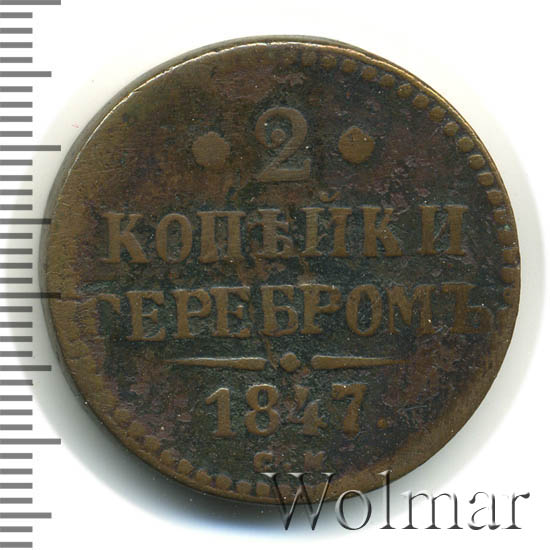 • 2 •
КОПѢЙКИ
СЕРЕБРОМЪ
1847.
С.М
Wolmar